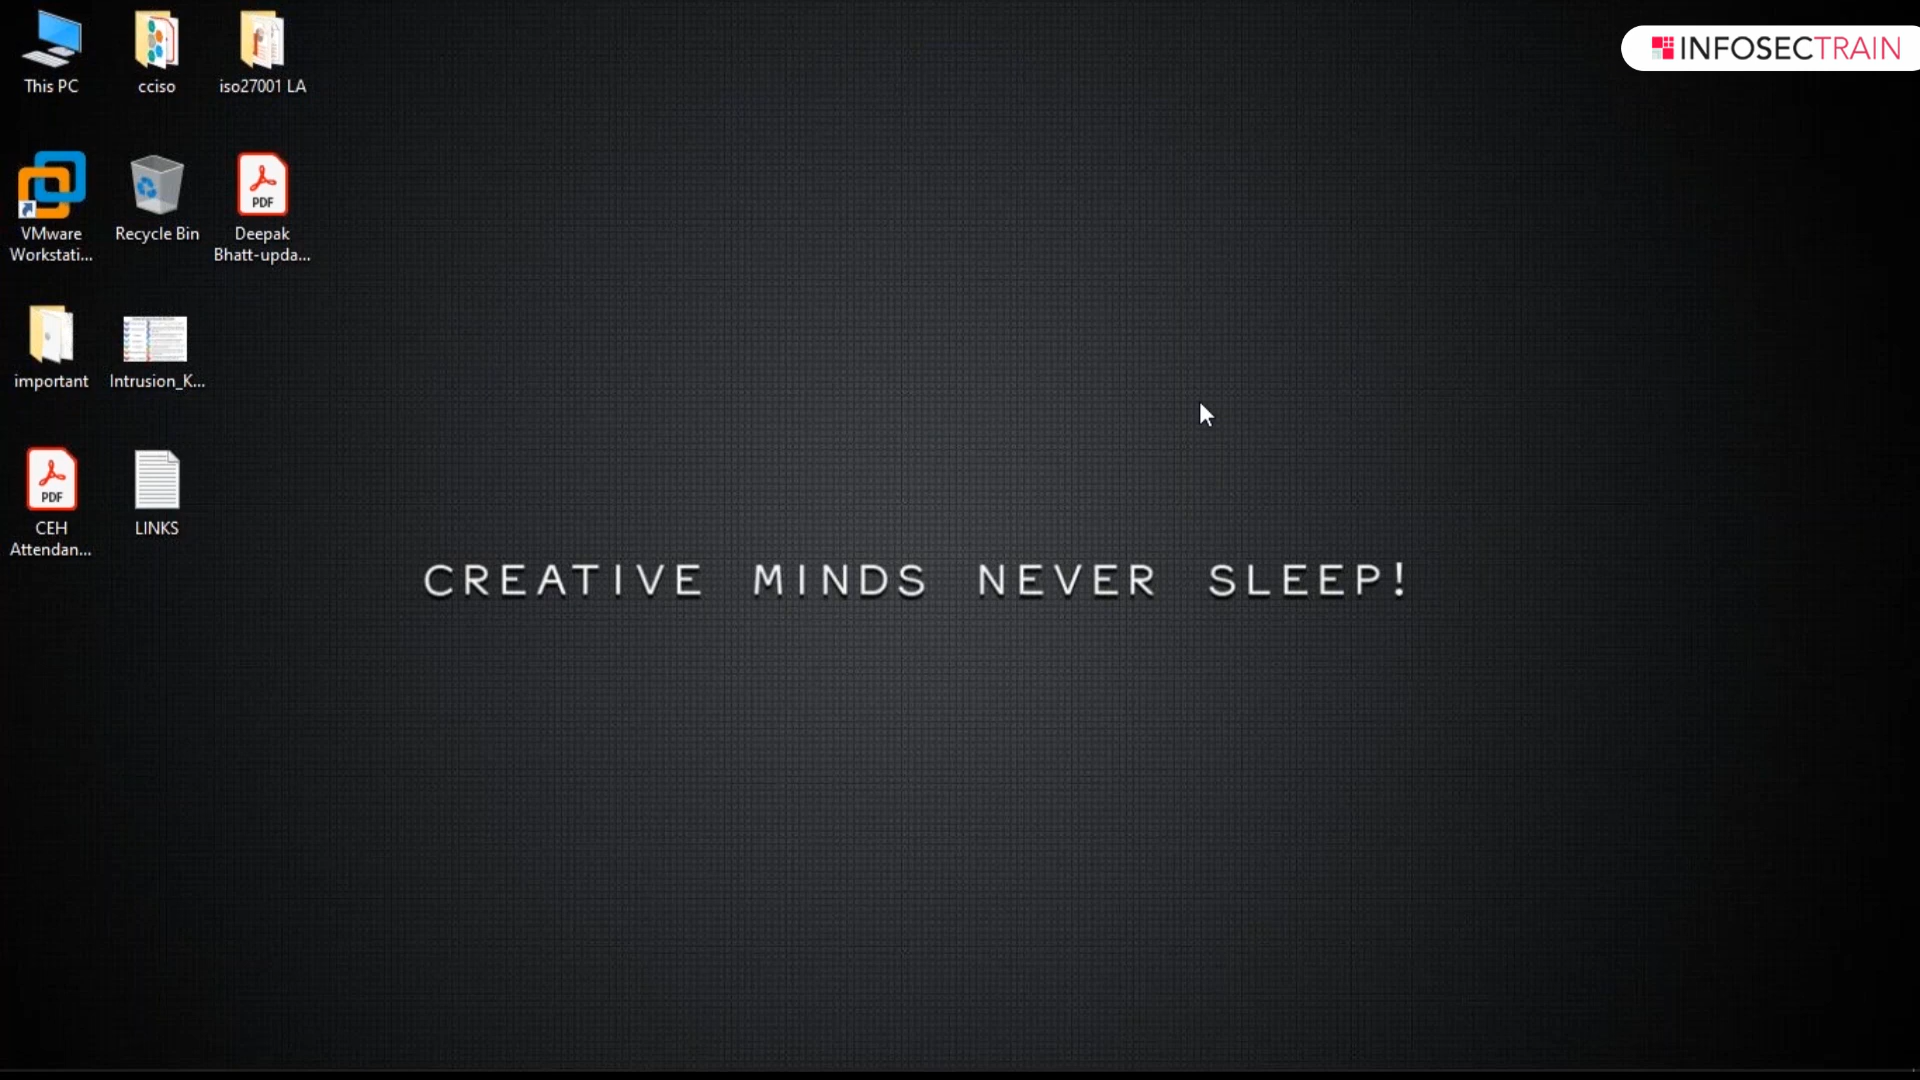 This PC
cciso
iso27001 LA
INFOSECTRAIN
VMware
Workstati...
Recycle Bin
PDF
Deepak
Bhatt-upda...
important
Intrusion_K...
PDF
CEH
Attendan...
LINKS
CREATIVE MINDS NEVER SLEEP!